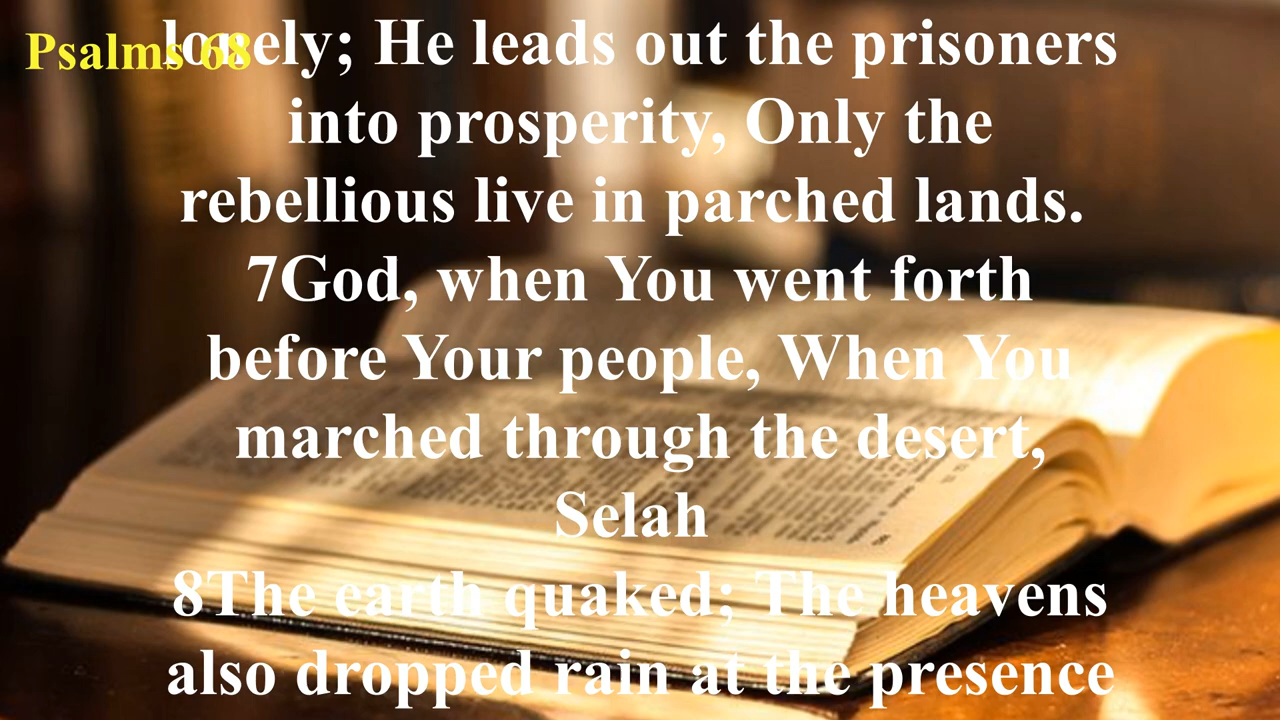 Psalms 68
lonely; He leads out the prisoners
into prosperity, Only the
rebellious live in parched lands.
7God, when You went forth
before Your people, When You
marched through the desert,
Selah
8The earth quaked; The heavens
also dropped rain at the presence